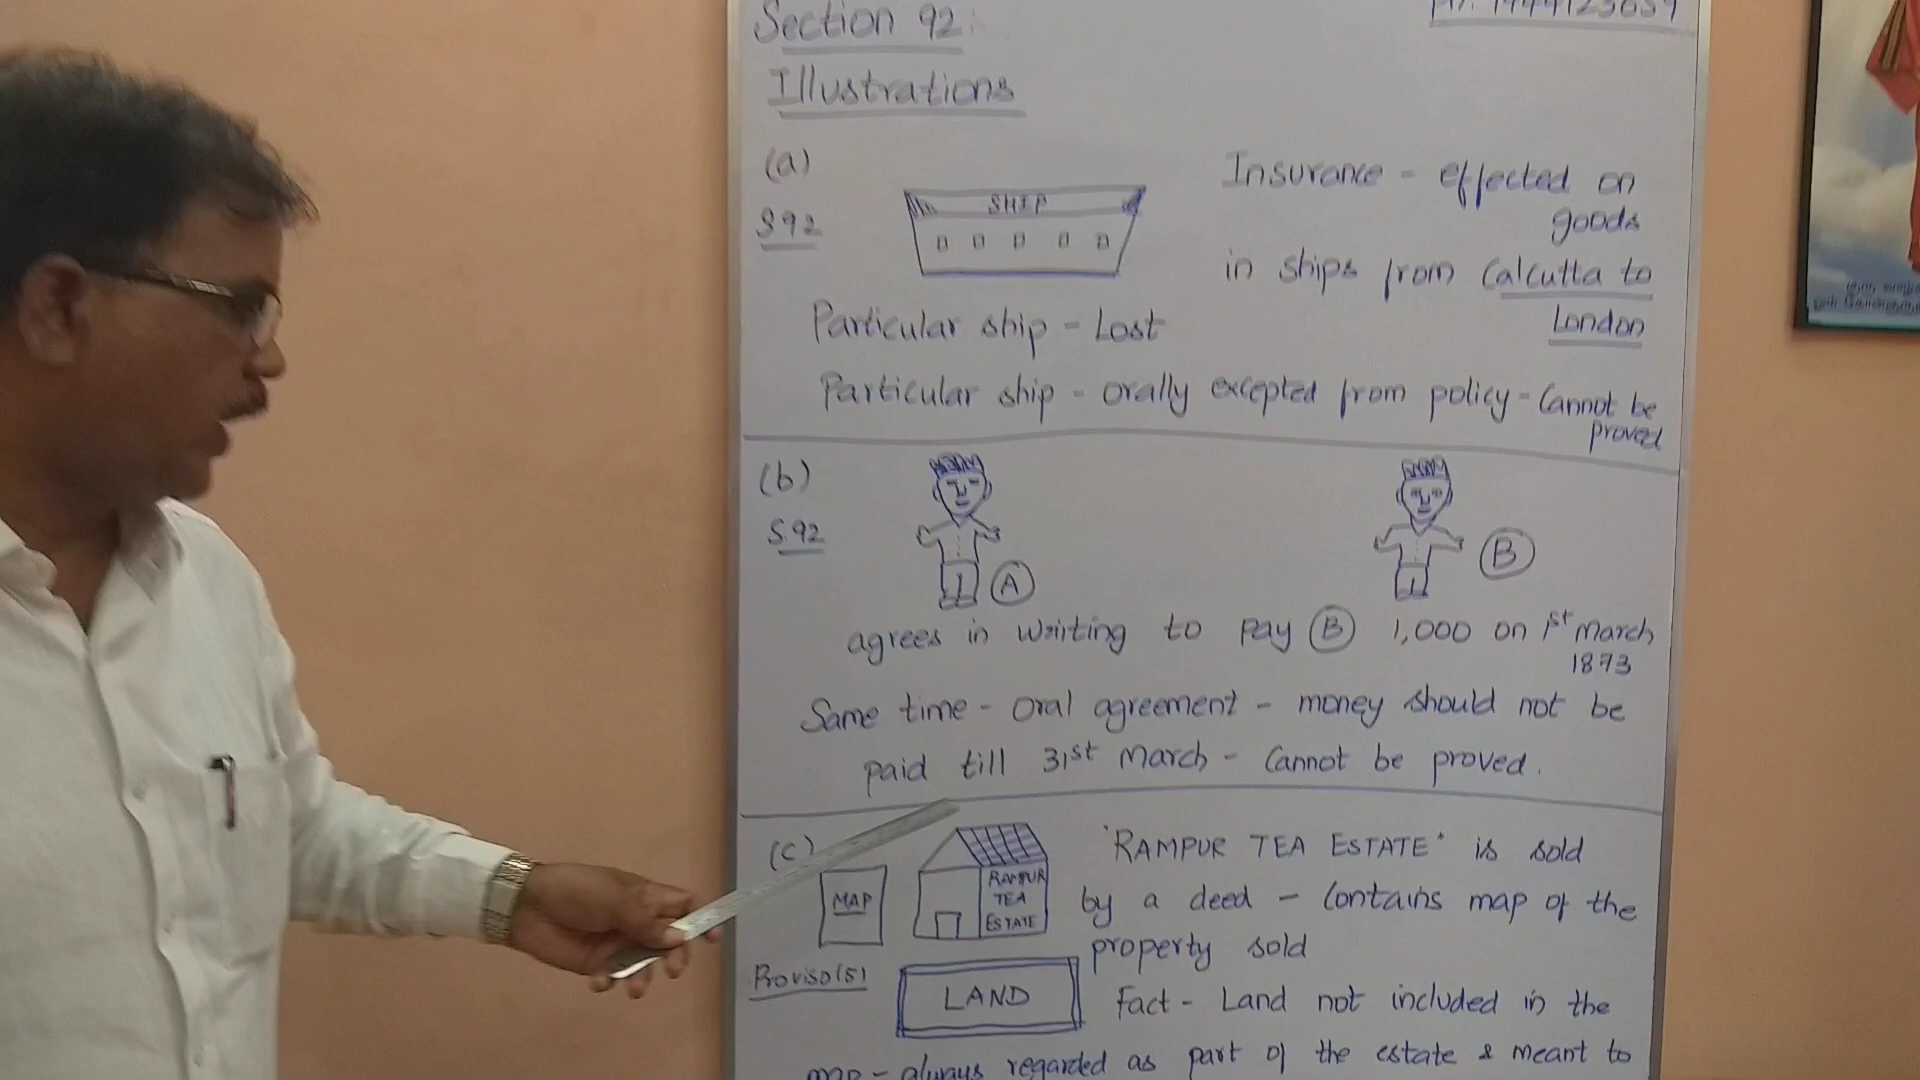 Section 92
Illustrations
(a)
S 92
SHIP
Insurance - effected on
goods
in ships from Calcutta to
London
Particular ship - Lost
Particular ship - orally excepted from policy - Cannot be
proved
(b)
S.92
A
B
agrees in writing to pay B 1,000 on 1st March
1873
Same time - oral agreement - money should not be
paid till 31st March - Cannot be proved.
(c)
MAP
RAMPUR
TEA
ESTATE
'RAMPUR TEA ESTATE' is sold
by a deed - Contains map of the
property sold
Proviso (5)
LAND
Fact - Land not included in the
map - always regarded as part of the estate & meant to